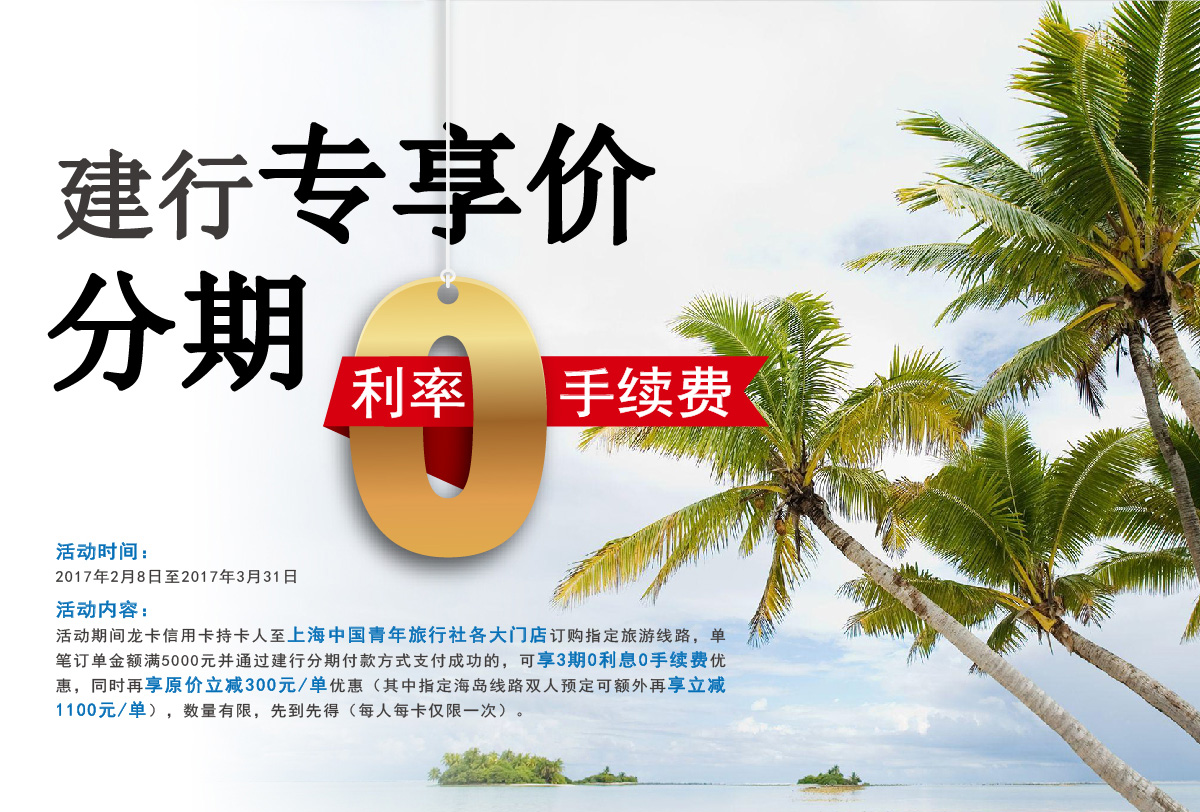 建行专享价
分期
利率0手续费
活动时间：
2017年2月8日至2017年3月31日
活动内容：
活动期间龙卡信用卡持卡人至上海中国青年旅行社各大门店订购指定旅游线路，单
笔订单金额满5000元并通过建行分期付款方式支付成功的，可享3期0利息0手续费优
惠，同时再享原价立减300元/单优惠（其中指定海岛线路双人预定可额外再享立减
1100元/单），数量有限，先到先得（每人每卡仅限一次）。